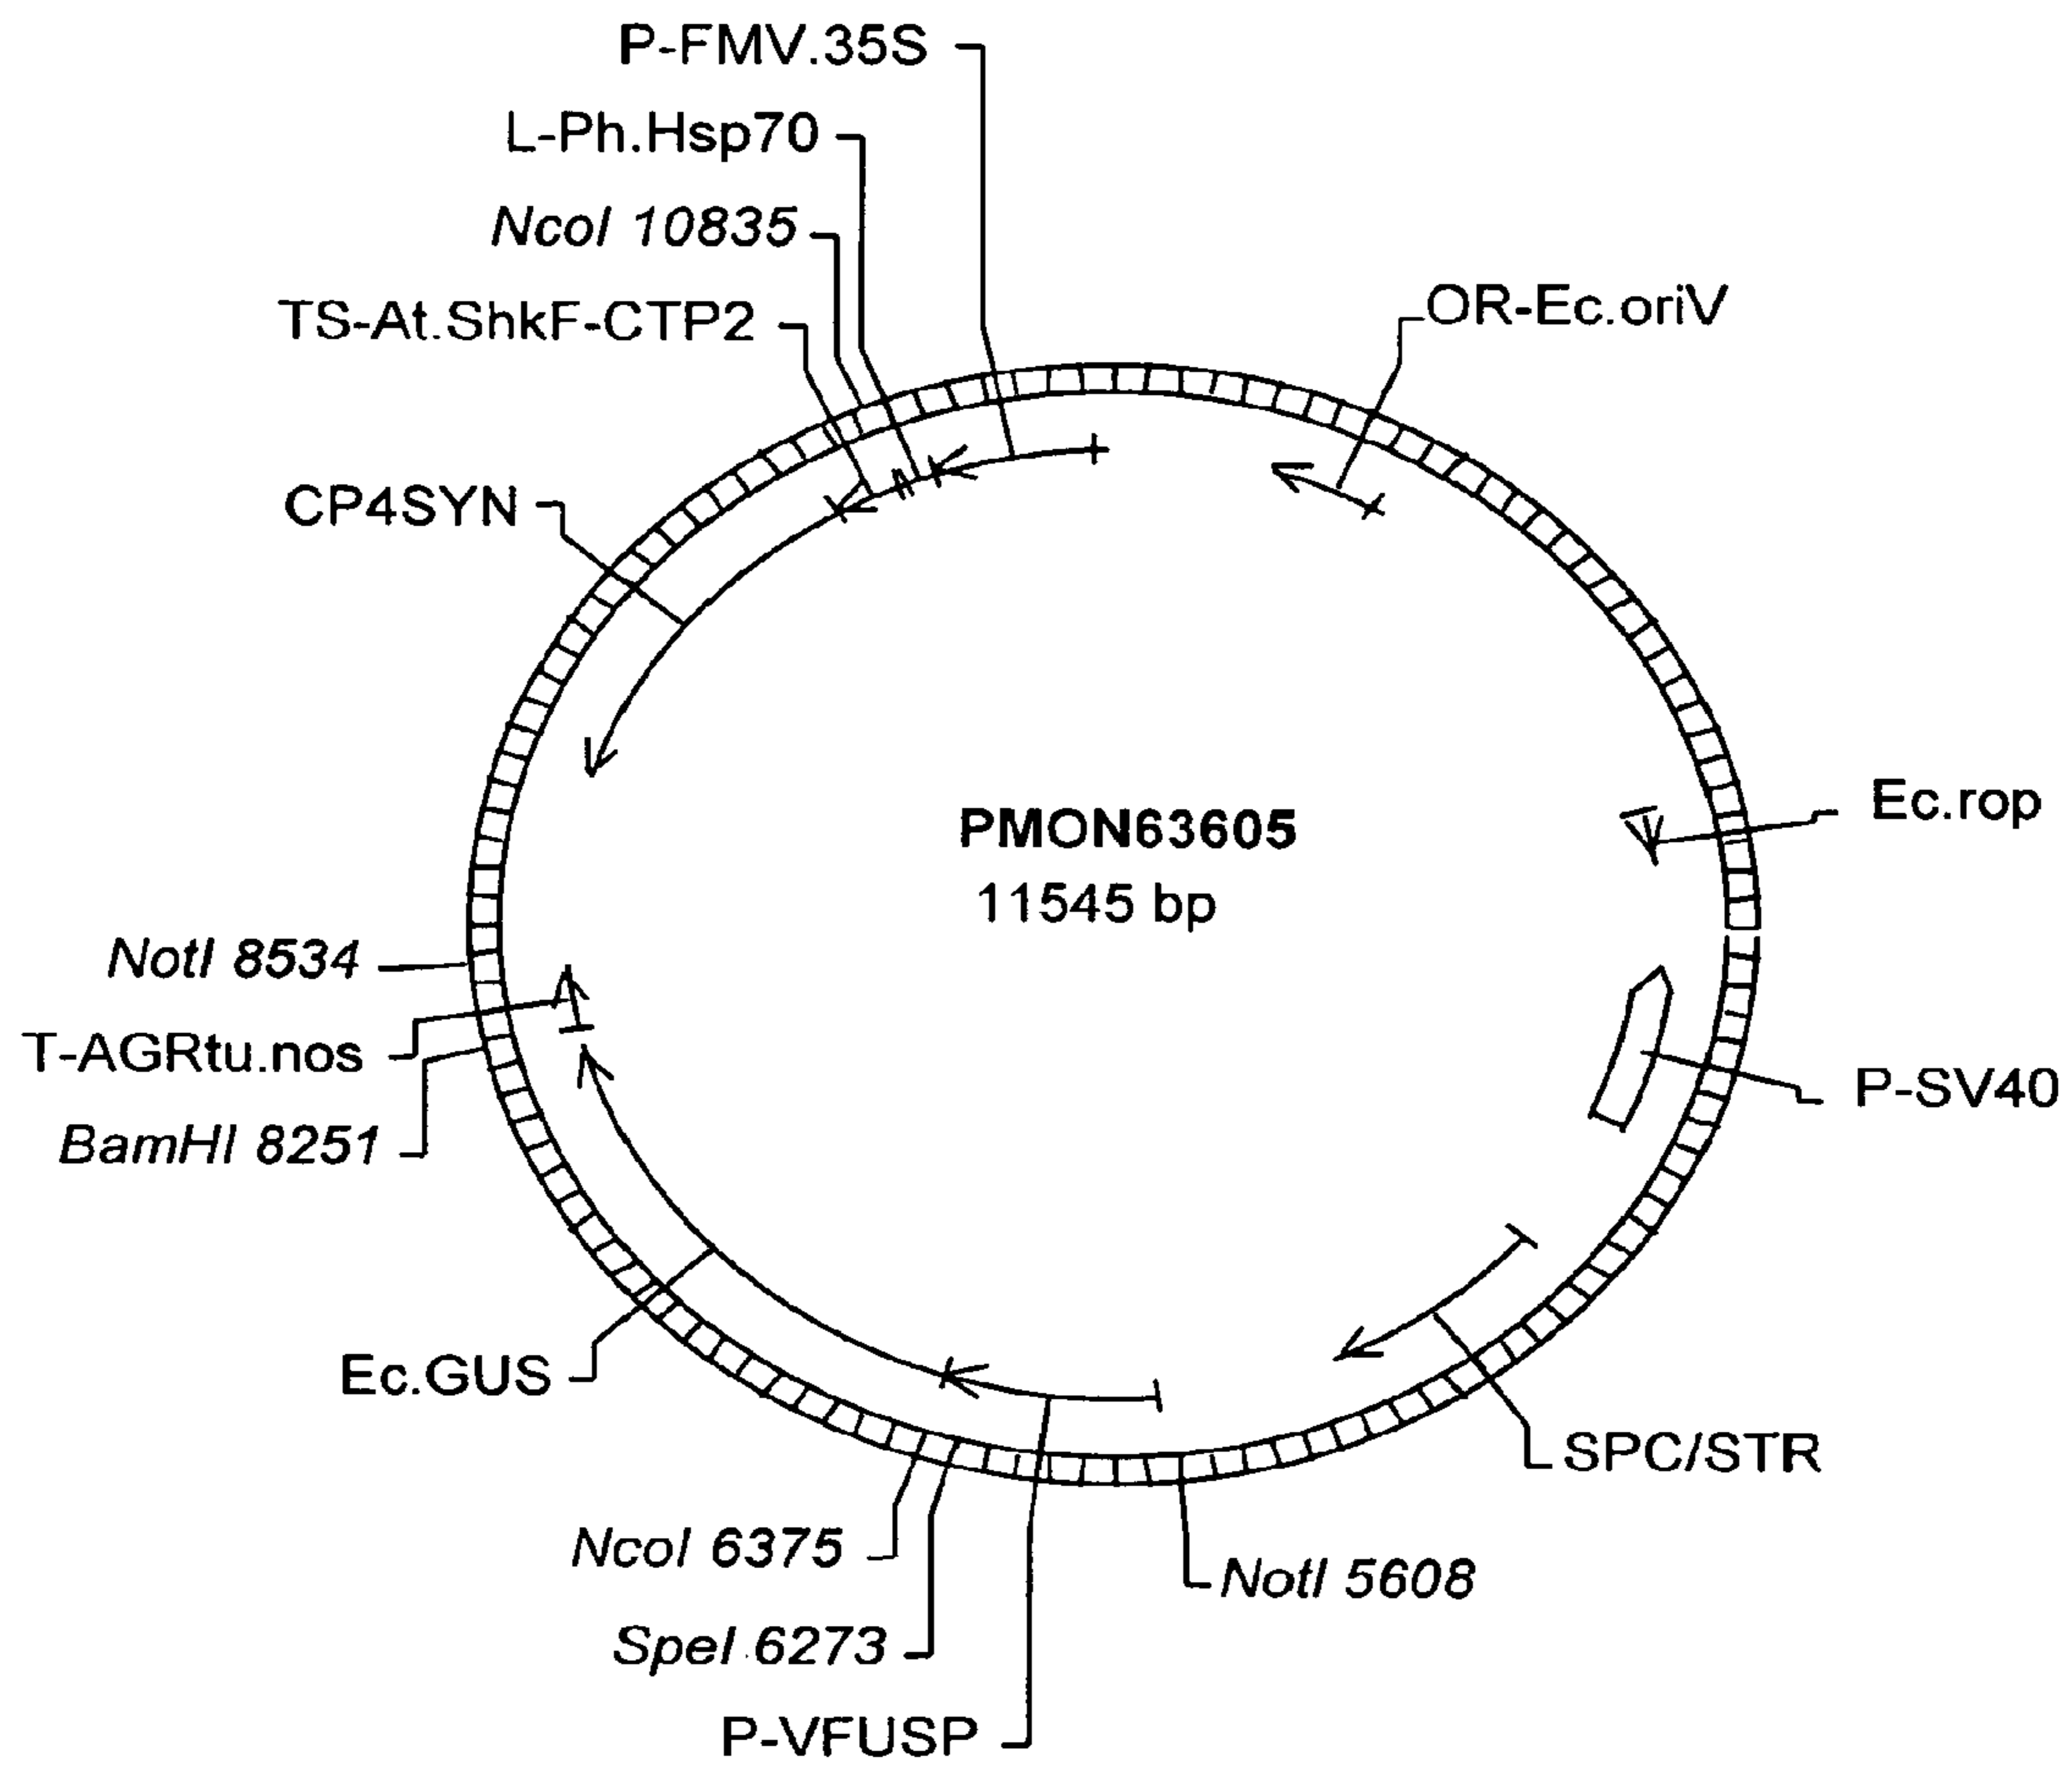 P-FMV.35S
L-Ph.Hsp70
NcoI 10835
TS-At.ShkF-CTP2
OR-Ec.oriV
CP4SYN
Ec.rop
PMON63605
11545 bp
NotI 8534
T-AGRtu.nos
P-SV40
BamHI 8251
Ec.GUS
SPC/STR
NcoI 6375
NotI 5608
SpeI 6273
P-VFUSP